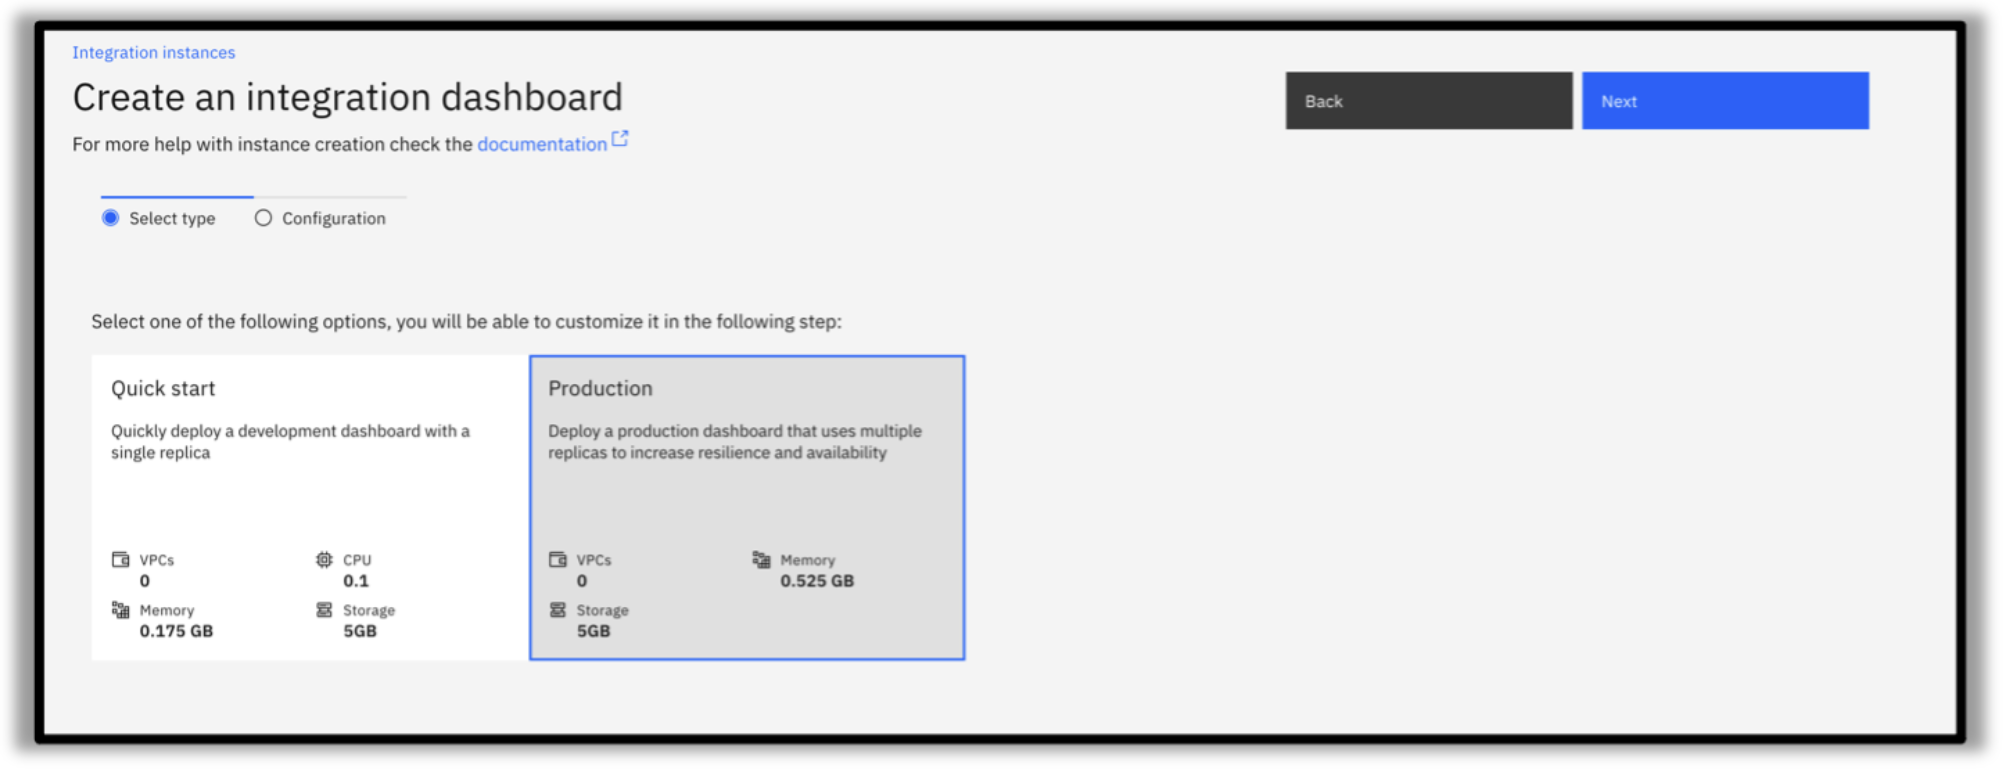 Integration instances
Create an integration dashboard
Back
Next
For more help with instance creation check the documentation
Select type
Configuration
Select one of the following options, you will be able to customize it in the following step:
Quick start
Quickly deploy a development dashboard with a
single replica
VPCs
0
CPU
0.1
Memory
0.175 GB
Storage
5GB
Production
Deploy a production dashboard that uses multiple
replicas to increase resilience and availability
VPCs
0
Memory
0.525 GB
Storage
5GB